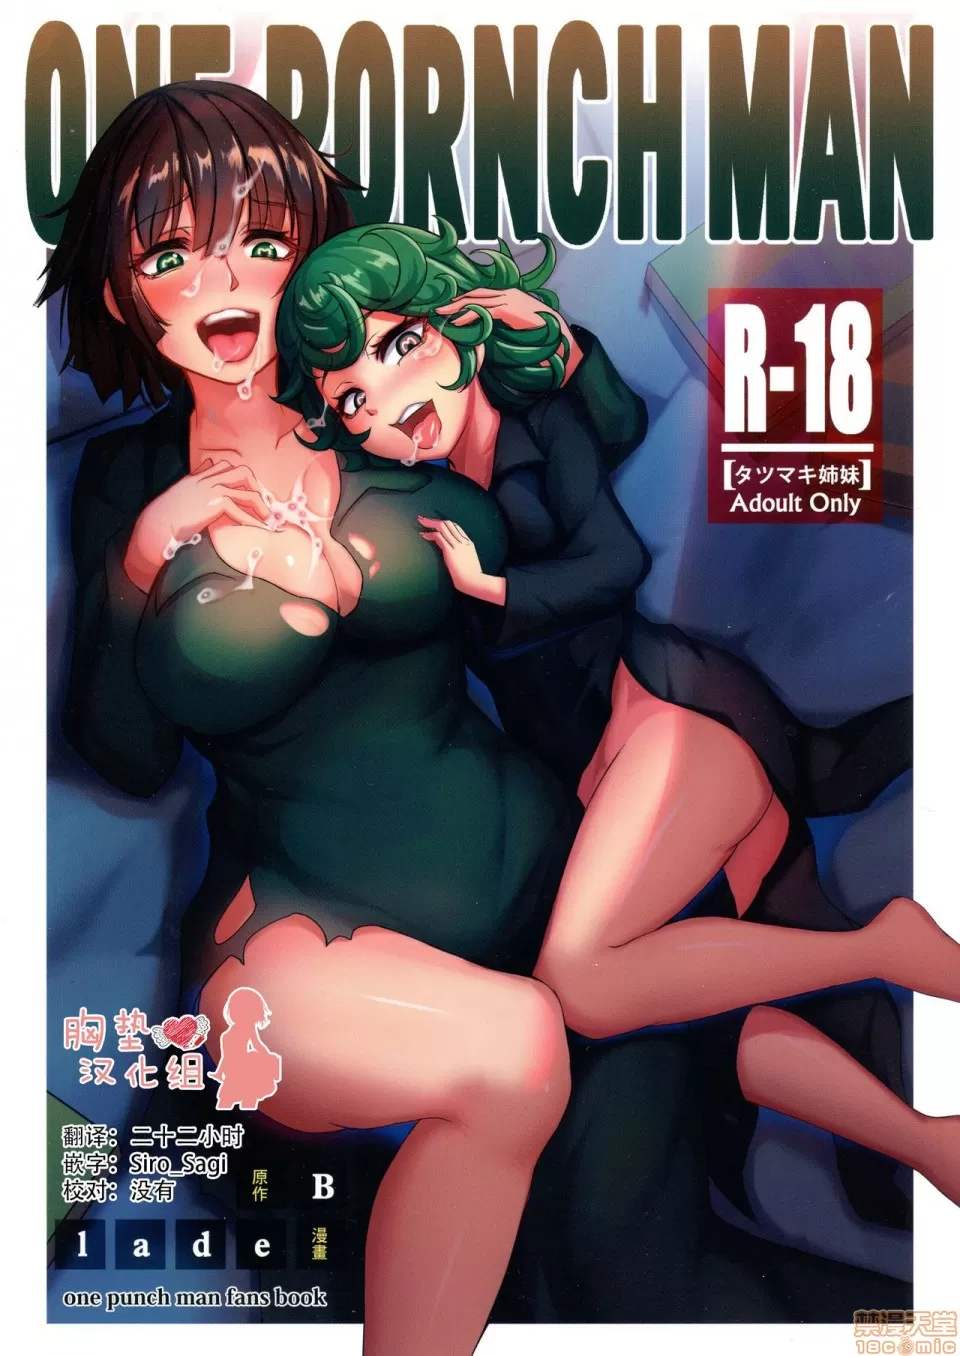 ONE PORNCH MAN
R-18
【タツマキ姉妹】
Adoult Only
胸垫
汉化组
翻译：二十二小时
嵌字：Siro_Sagi
校对：没有
原作 B
lade 漫畫
one punch man fans book
禁漫天堂
18comic